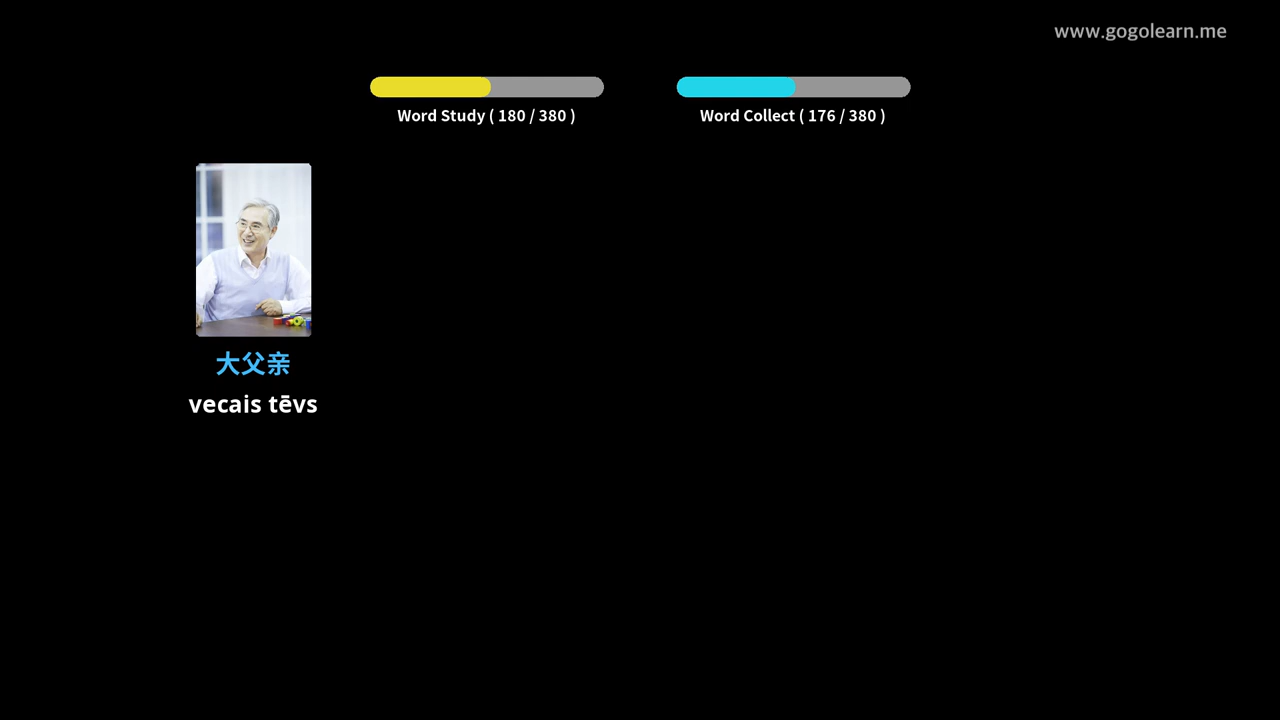 www.gogolearn.me
Word Study ( 180 / 380 )
Word Collect ( 176 / 380 )
大父亲
vecais tēvs